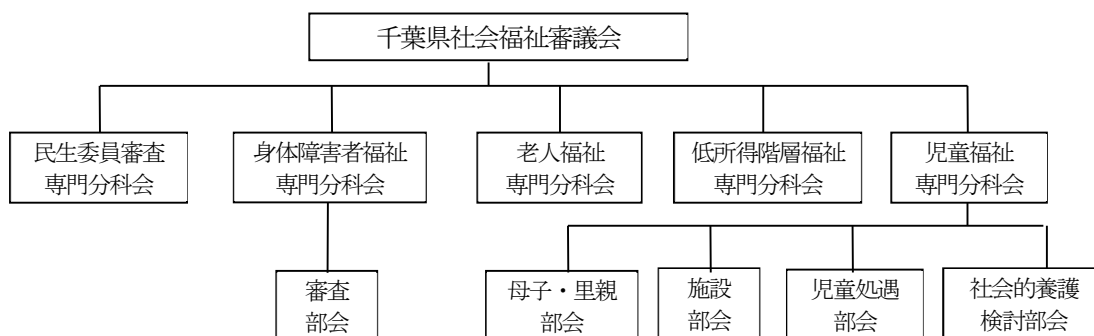 千葉県社会福祉審議会
民生委員審査
専門分科会
身体障害者福祉
専門分科会
老人福祉
専門分科会
低所得階層福祉
専門分科会
児童福祉
専門分科会
審査
部会
母子・里親
部会
施設
部会
児童処遇
部会
社会的養護
検討部会